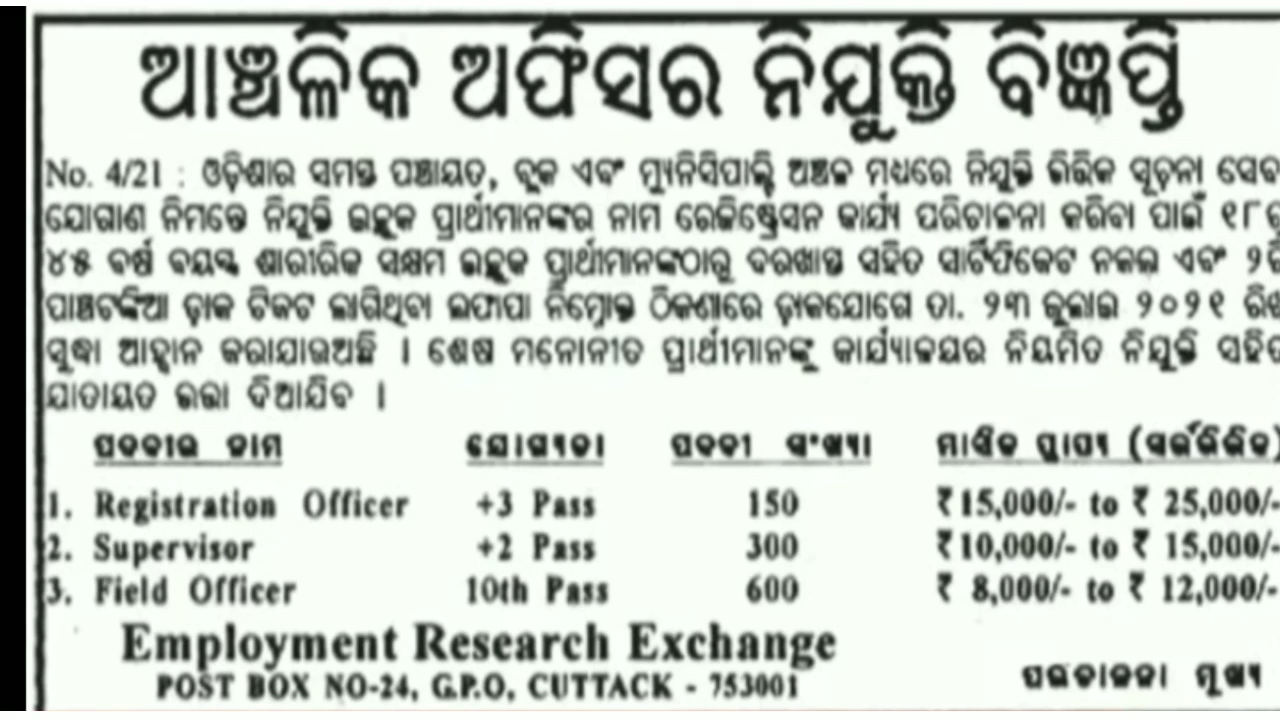 ଆଞ୍ଚଳିକ ଅଫିସର ନିଯୁକ୍ତି ବିଜ୍ଞପ୍ତି
No. 4/21 : ଓଡ଼ିଶାର ସମସ୍ତ ପଞ୍ଚାୟତ, ବ୍ଲକ ଏବଂ ମ୍ୟୁନିସିପାଲ୍ଟି ଅଞ୍ଚଳ ମଧ୍ୟରେ ନିଯୁକ୍ତି ଭିତ୍ତିକ ସୂଚନା ସେବା
ଯୋଗାଣ ନିମନ୍ତେ ନିଯୁକ୍ତି ଇଚ୍ଛୁକ ପ୍ରାର୍ଥୀମାନଙ୍କର ନାମ ରେଜିଷ୍ଟ୍ରେସନ କାର୍ଯ୍ୟ ପରିଚାଳନା କରିବା ପାଇଁ ୧୮ରୁ
୪୫ ବର୍ଷ ବୟସ୍କ ଶାରୀରିକ ସକ୍ଷମ ଇଚ୍ଛୁକ ପ୍ରାର୍ଥୀମାନଙ୍କଠାରୁ ଦରଖାସ୍ତ ସହିତ ସାର୍ଟିଫିକେଟ ନକଲ ଏବଂ ୨ଟି
ପାଞ୍ଚଟଙ୍କିଆ ଡାକ ଟିକଟ ଲାଗିଥିବା ଲଫାପା ନିମ୍ନୋକ୍ତ ଠିକଣାରେ ଡାକଯୋଗେ ତା. ୨୩ ଜୁଲାଇ ୨୦୨୧ ରିଖ
ସୁଦ୍ଧା ଆହ୍ୱାନ କରାଯାଉଅଛି । ଶେଷ ମନୋନୀତ ପ୍ରାର୍ଥୀମାନଙ୍କୁ କାର୍ଯ୍ୟାଳୟର ନିୟମିତ ନିଯୁକ୍ତି ସହିତ
ଯାତାୟତ ଭତ୍ତା ଦିଆଯିବ ।
ପଦବୀର ନାମ ଯୋଗ୍ୟତା ପଦବୀ ସଂଖ୍ୟା ମାସିକ ପ୍ରାପ୍ୟ (ସର୍ତ୍ତଭିତ୍ତିକ)
1. Registration Officer +3 Pass 150 ₹15,000/- to ₹ 25,000/-
2. Supervisor +2 Pass 300 ₹10,000/- to ₹ 15,000/-
3. Field Officer 10th Pass 600 ₹ 8,000/- to ₹ 12,000/-
Employment Research Exchange
POST BOX NO-24, G.P.O, CUTTACK - 753001
ପରିଚାଳନା ମୁଖ୍ୟ